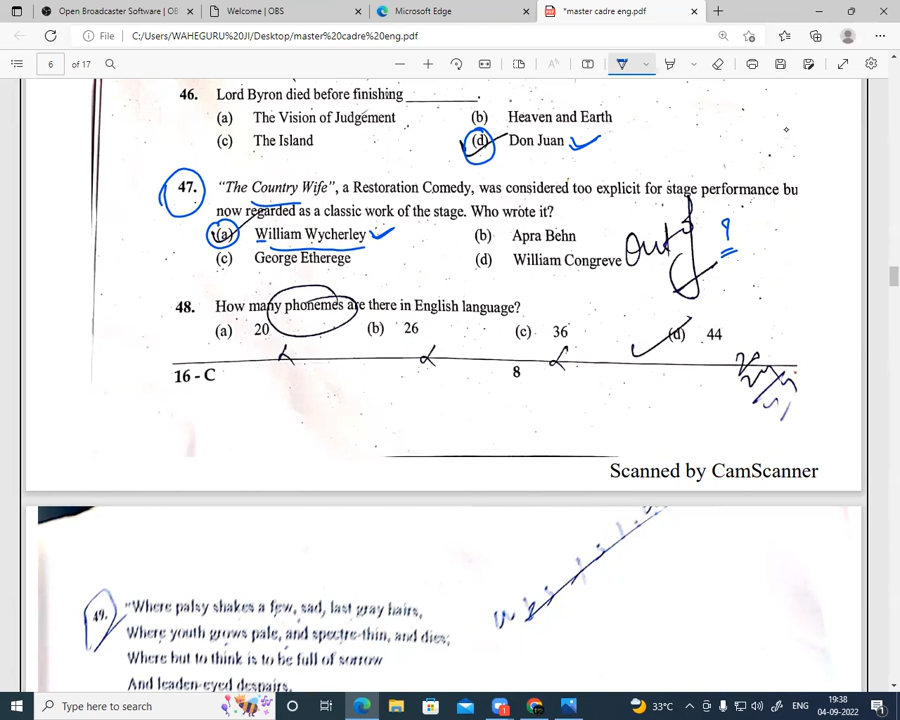 Open Broadcaster Software | OBS
Welcome | OBS
Microsoft Edge
*master cadre eng.pdf
File
C:/Users/WAHEGURU%20JI/Desktop/master%20cadre%20eng.pdf
6
of 17
46. Lord Byron died before finishing __________.
(a) The Vision of Judgement (b) Heaven and Earth
(c) The Island (d) Don Juan
47. "The Country Wife", a Restoration Comedy, was considered too explicit for stage performance bu
now regarded as a classic work of the stage. Who wrote it?
(a) William Wycherley (b) Apra Behn
(c) George Etherege (d) William Congreve
Out
48. How many phonemes are there in English language?
(a) 20 (b) 26 (c) 36 (d) 44
16 - C 8
Scanned by CamScanner
49. "Where palsy shakes a few, sad, last gray hairs,
Where youth grows pale, and spectre-thin, and dies;
Where but to think is to be full of sorrow
And leaden-eyed despairs,
Type here to search
33°C
ENG
19:38
04-09-2022